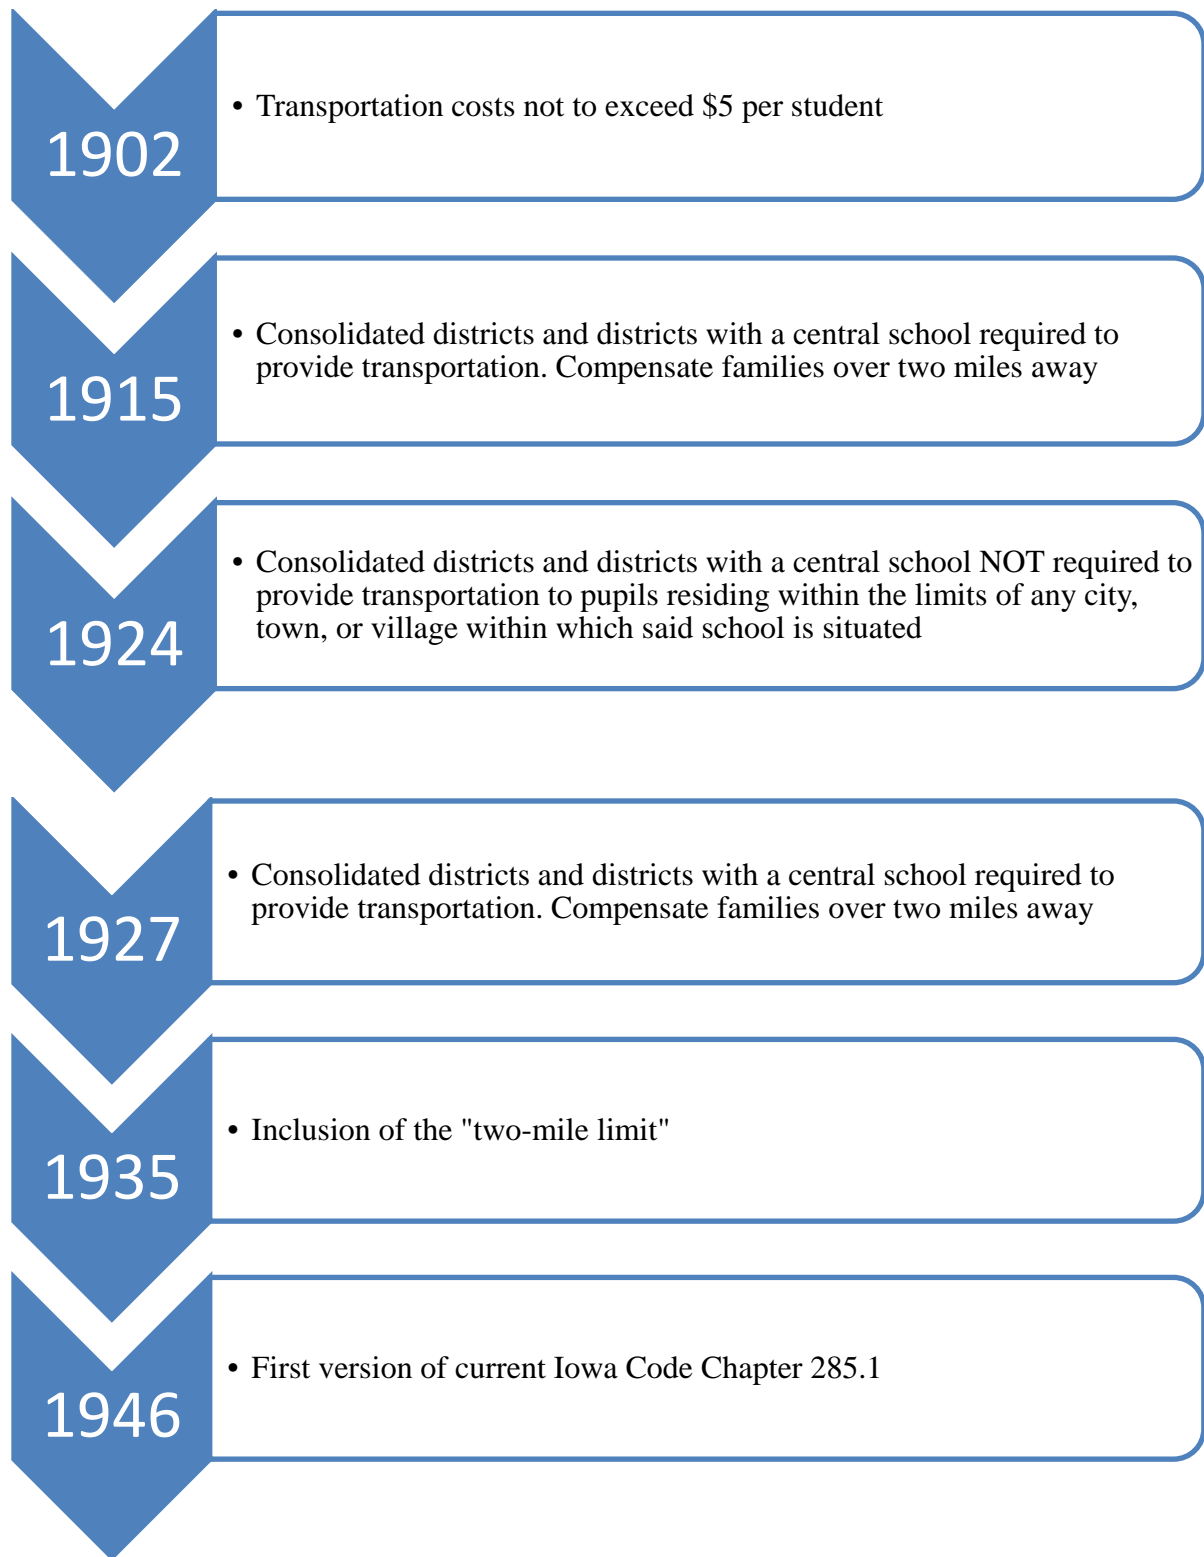 1902
• Transportation costs not to exceed $5 per student
1915
• Consolidated districts and districts with a central school required to
provide transportation. Compensate families over two miles away
1924
• Consolidated districts and districts with a central school NOT required to
provide transportation to pupils residing within the limits of any city,
town, or village within which said school is situated
1927
• Consolidated districts and districts with a central school required to
provide transportation. Compensate families over two miles away
1935
• Inclusion of the "two-mile limit"
1946
• First version of current Iowa Code Chapter 285.1